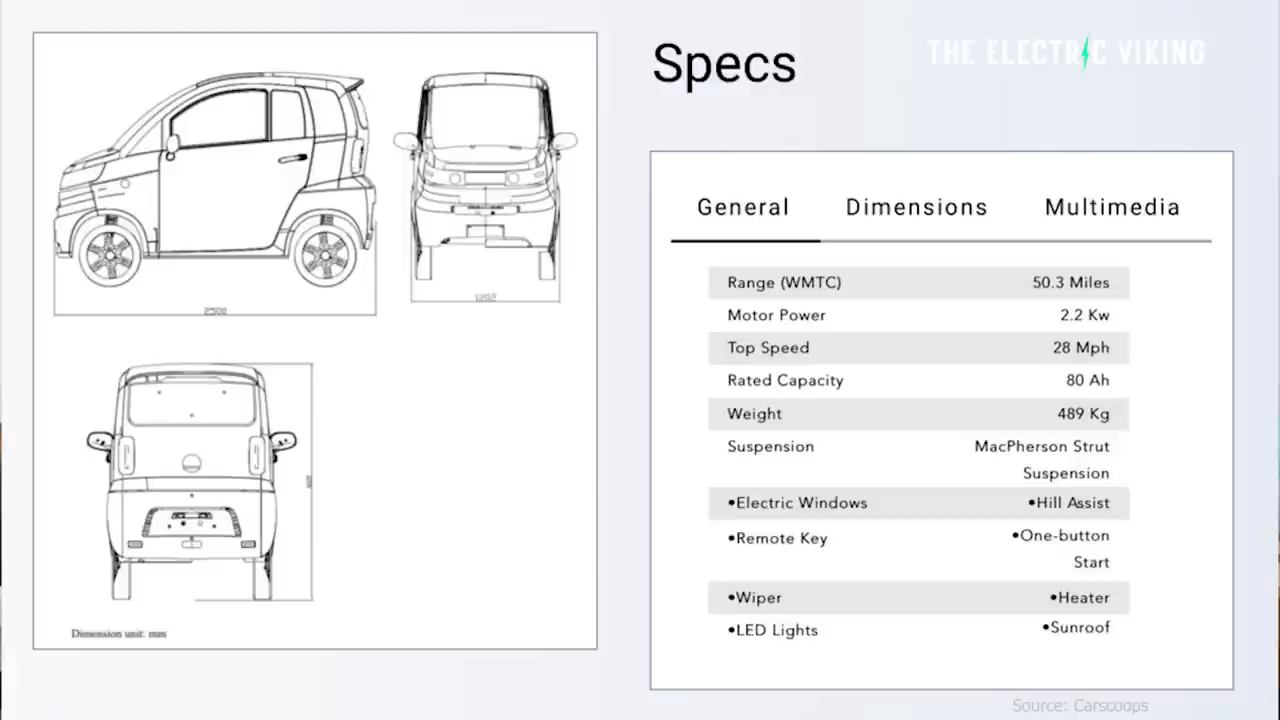 THE ELECTRIC VIKING
Specs
General Dimensions Multimedia
Range (WMTC) 50.3 Miles
Motor Power 2.2 Kw
Top Speed 28 Mph
Rated Capacity 80 Ah
Weight 489 Kg
Suspension MacPherson Strut
Suspension
•Electric Windows •Hill Assist
•Remote Key •One-button
Start
•Wiper •Heater
•LED Lights •Sunroof
2500
Dimension unit: mm
Source: Carscoops